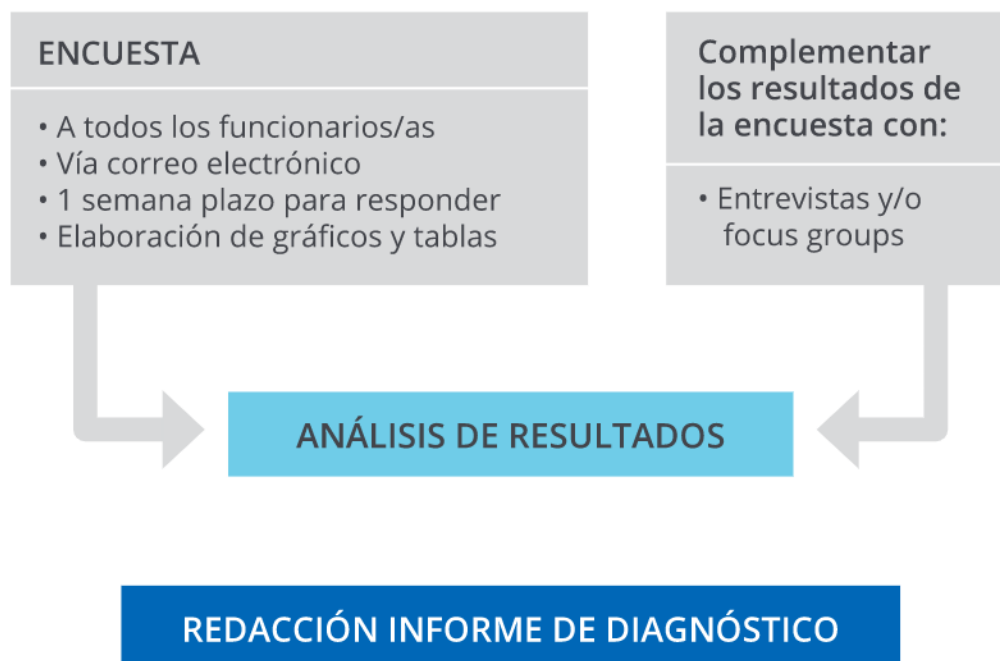 ENCUESTA
• A todos los funcionarios/as
• Vía correo electrónico
• 1 semana plazo para responder
• Elaboración de gráficos y tablas
Complementar
los resultados de
la encuesta con:
• Entrevistas y/o
focus groups
ANÁLISIS DE RESULTADOS
REDACCIÓN INFORME DE DIAGNÓSTICO